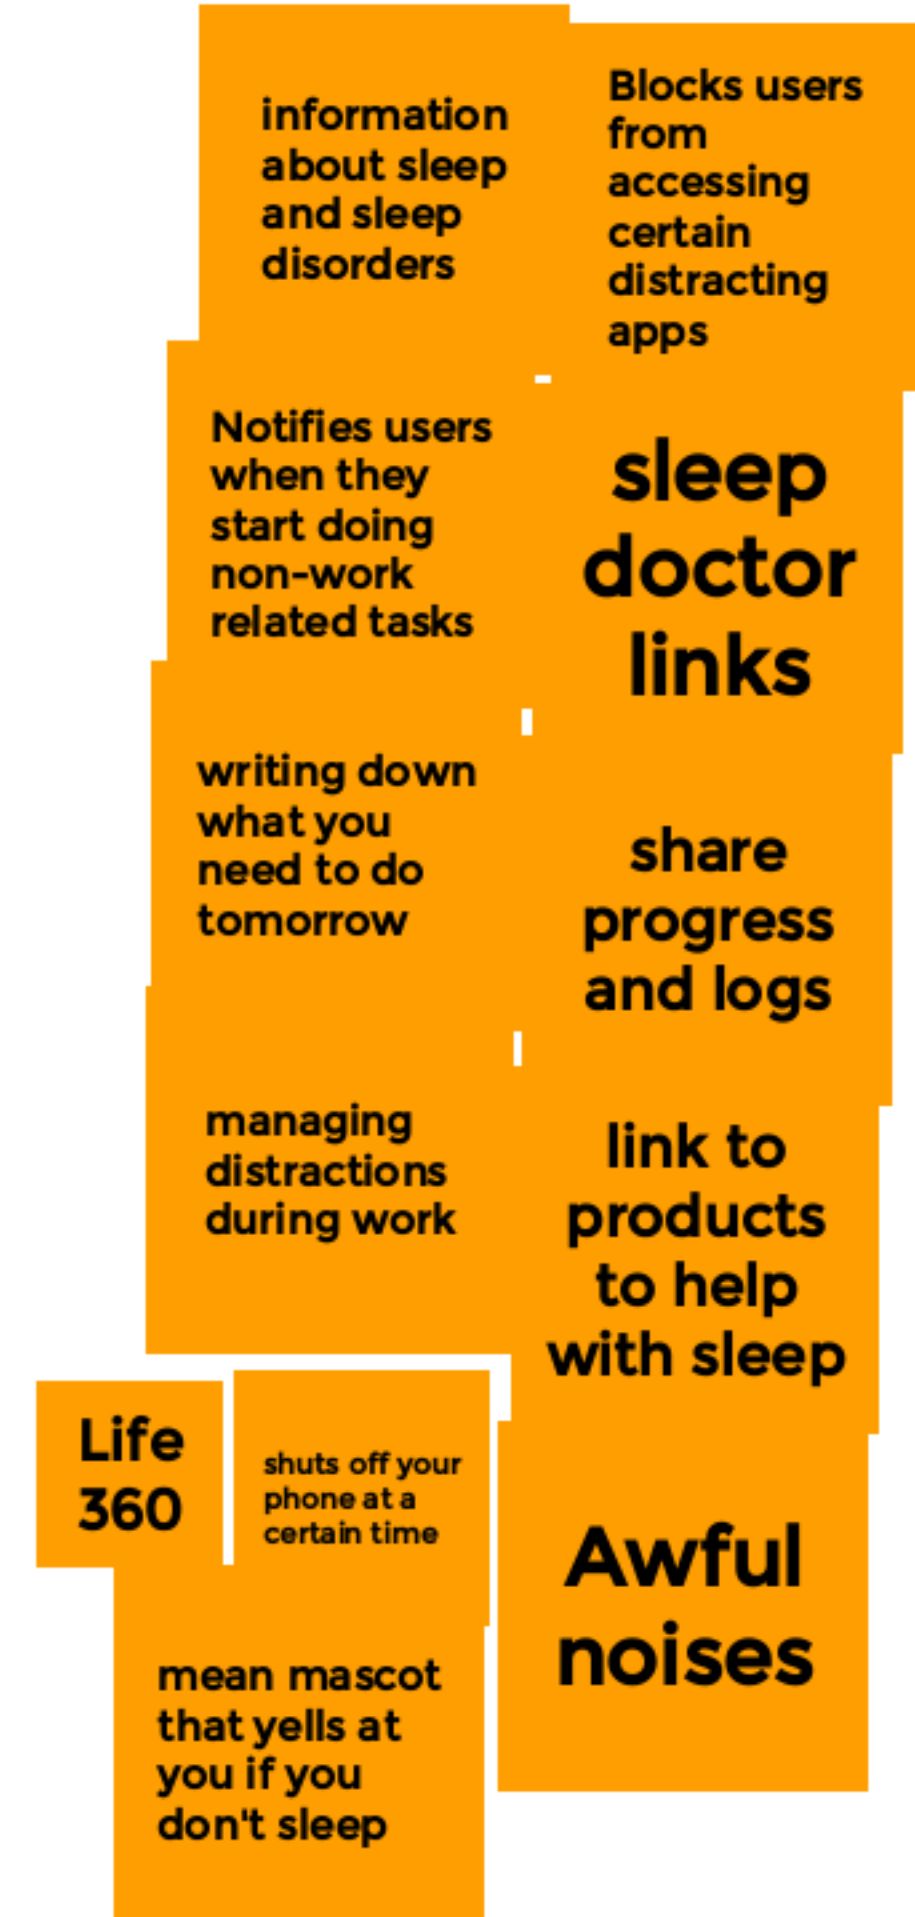 information
about sleep
and sleep
disorders
Blocks users
from
accessing
certain
distracting
apps
Notifies users
when they
start doing
non-work
related tasks
sleep
doctor
links
writing down
what you
need to do
tomorrow
share
progress
and logs
managing
distractions
during work
link to
products
to help
with sleep
Life
360
shuts off your
phone at a
certain time
Awful
noises
mean mascot
that yells at
you if you
don't sleep